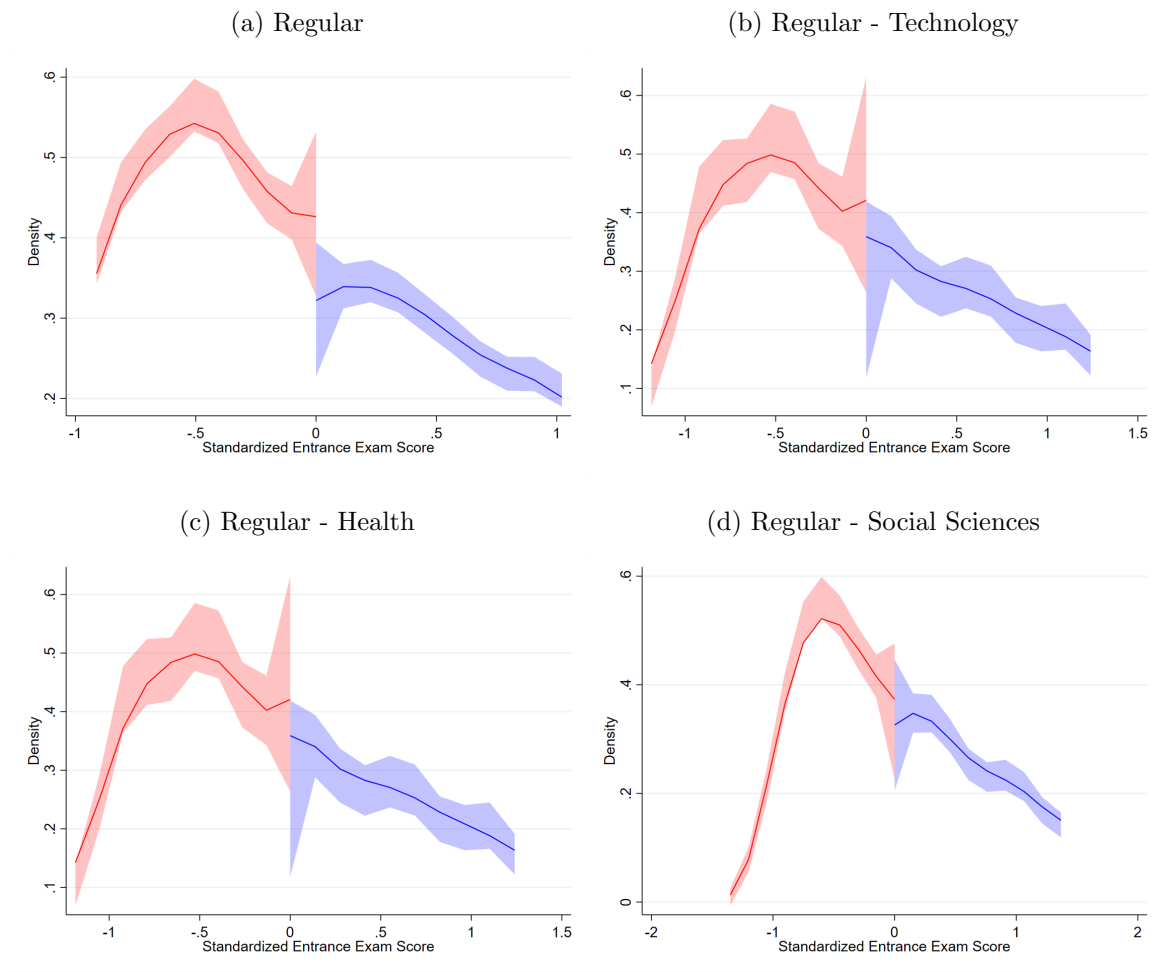 (a) Regular
Density
.6
.5
.4
.3
.2
-1 -.5 0 .5 1
Standardized Entrance Exam Score
(b) Regular - Technology
Density
.6
.5
.4
.3
.2
.1
-1 -.5 0 .5 1 1.5
Standardized Entrance Exam Score
(c) Regular - Health
Density
.6
.5
.4
.3
.2
.1
-1 -.5 0 .5 1 1.5
Standardized Entrance Exam Score
(d) Regular - Social Sciences
Density
.6
.4
.2
0
-2 -1 0 1 2
Standardized Entrance Exam Score